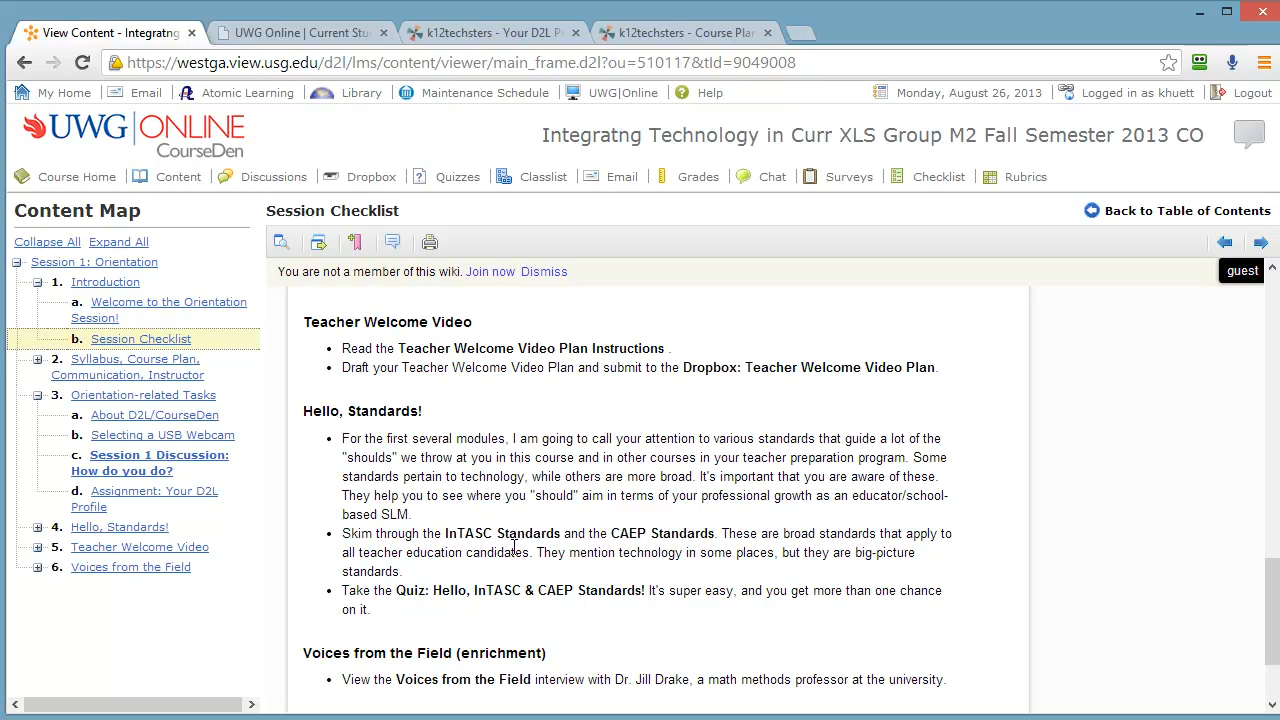 View Content - Integratng
UWG Online | Current Stu
k12techsters - Your D2L P
k12techsters - Course Plan
https://westga.view.usg.edu/d2l/lms/content/viewer/main_frame.d2l?ou=510117&tId=9049008
My Home Email Atomic Learning Library Maintenance Schedule UWG|Online Help Monday, August 26, 2013 Logged in as khuett Logout
UWG | ONLINE
CourseDen
Integratng Technology in Curr XLS Group M2 Fall Semester 2013 CO
Course Home Content Discussions Dropbox Quizzes Classlist Email Grades Chat Surveys Checklist Rubrics
Content Map
Collapse All Expand All
Session 1: Orientation
1. Introduction
a. Welcome to the Orientation
Session!
b. Session Checklist
2. Syllabus, Course Plan,
Communication, Instructor
3. Orientation-related Tasks
a. About D2L/CourseDen
b. Selecting a USB Webcam
c. Session 1 Discussion:
How do you do?
d. Assignment: Your D2L
Profile
4. Hello, Standards!
5. Teacher Welcome Video
6. Voices from the Field
Session Checklist
Back to Table of Contents
You are not a member of this wiki. Join now Dismiss
guest
Teacher Welcome Video
• Read the Teacher Welcome Video Plan Instructions .
• Draft your Teacher Welcome Video Plan and submit to the Dropbox: Teacher Welcome Video Plan.
Hello, Standards!
• For the first several modules, I am going to call your attention to various standards that guide a lot of the
"shoulds" we throw at you in this course and in other courses in your teacher preparation program. Some
standards pertain to technology, while others are more broad. It's important that you are aware of these.
They help you to see where you "should" aim in terms of your professional growth as an educator/school-
based SLM.
• Skim through the InTASC Standards and the CAEP Standards. These are broad standards that apply to
all teacher education candidates. They mention technology in some places, but they are big-picture
standards.
• Take the Quiz: Hello, InTASC & CAEP Standards! It's super easy, and you get more than one chance
on it.
Voices from the Field (enrichment)
• View the Voices from the Field interview with Dr. Jill Drake, a math methods professor at the university.